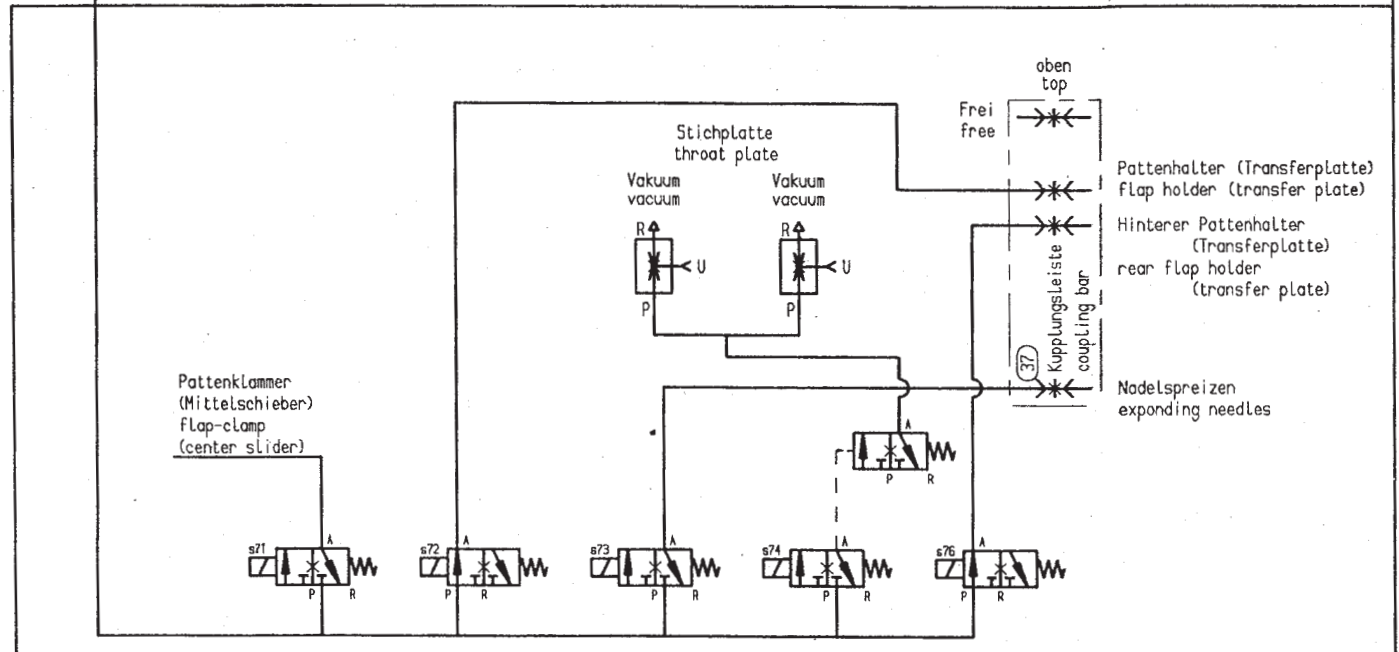 oben
top
Frei
free
Stichplatte
throat plate
Vakuum
vacuum
Vakuum
vacuum
R
R
U
U
P
P
Pattenhalter (Transferplatte)
flap holder (transfer plate)
Hinterer Pattenhalter
(Transferplatte)
rear flap holder
(transfer plate)
Kupplungsleiste
coupling bar
37
Nadelspreizen
exponding needles
Pattenklammer
(Mittelschieber)
flap-clamp
(center slider)
A
P
R
s71
A
P
R
s72
A
P
R
s73
A
P
R
s74
A
P
R
s76
A
P
R